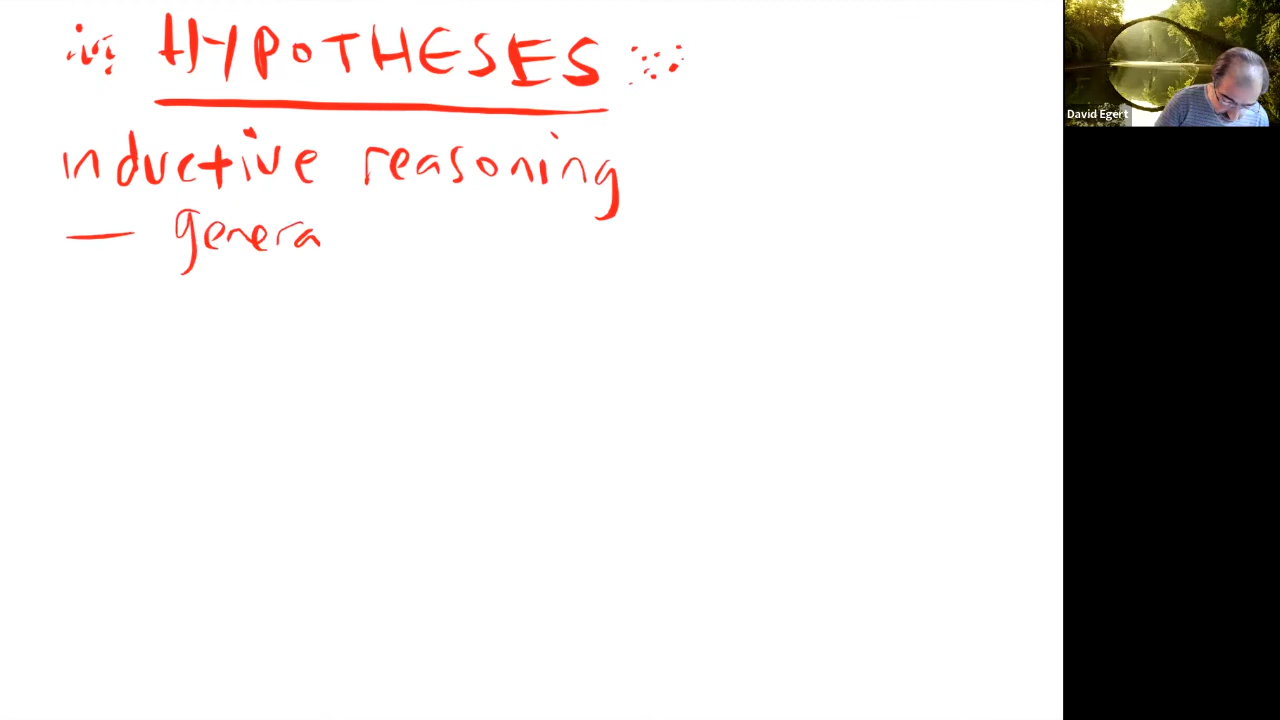 HYPOTHESES
inductive reasoning
— genera
David Egert